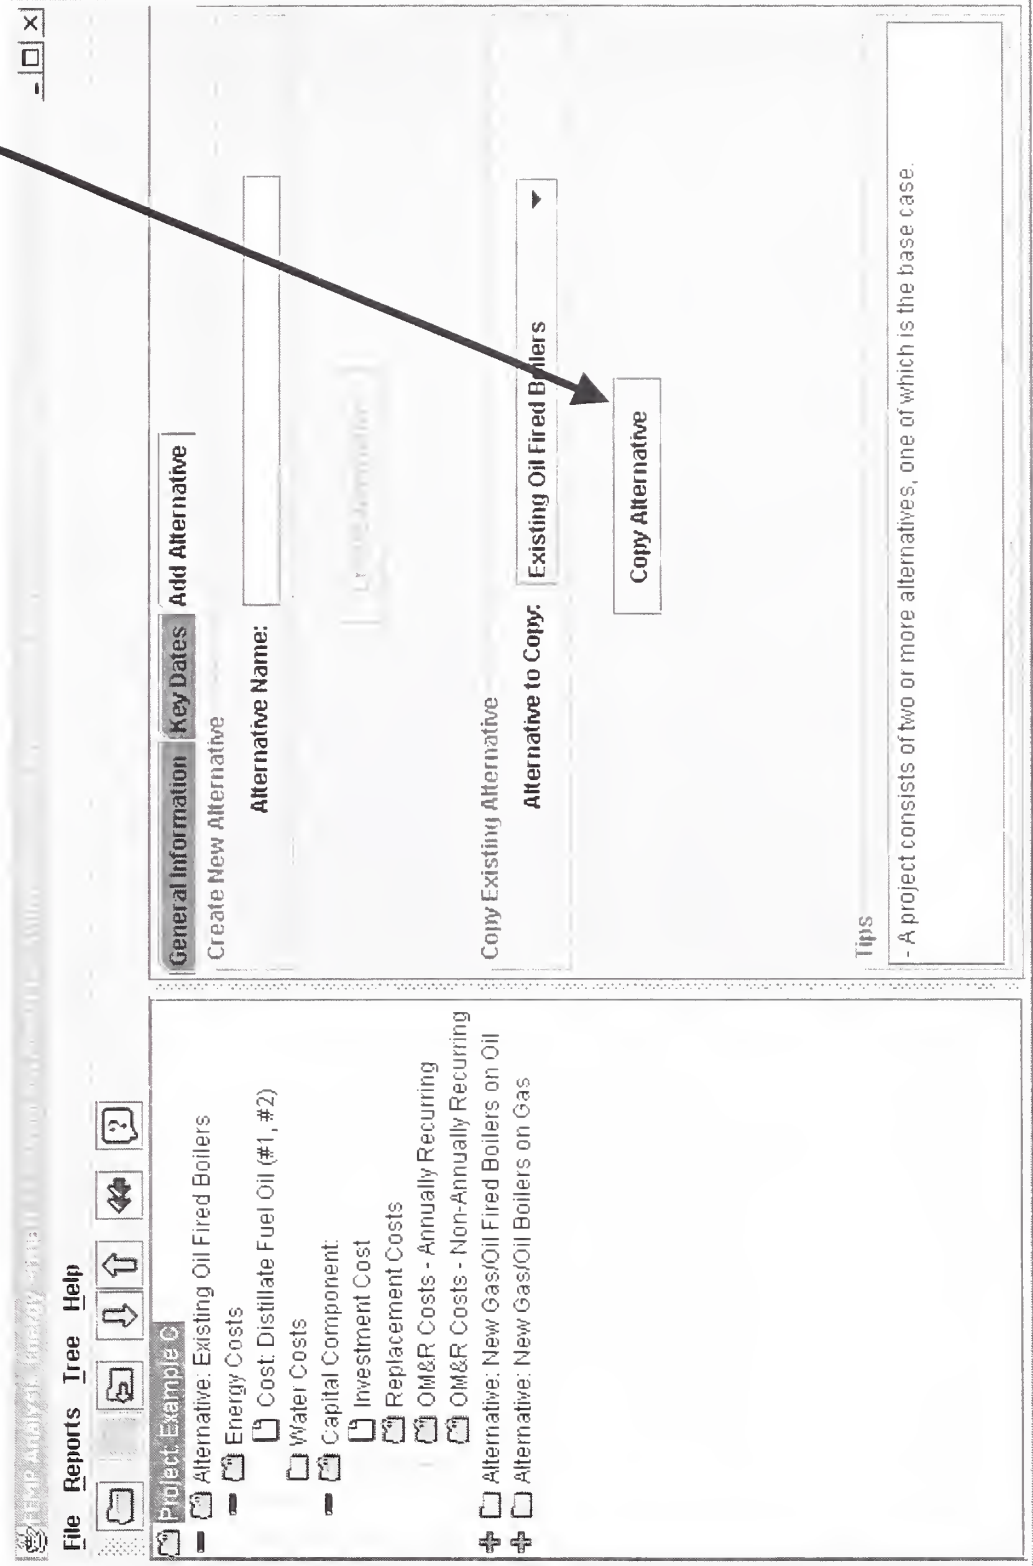 File Reports Tree Help
Project: Example C
Alternative: Existing Oil Fired Boilers
Energy Costs
Cost: Distillate Fuel Oil (#1, #2)
Water Costs
Capital Component:
Investment Cost
Replacement Costs
OM&R Costs - Annually Recurring
OM&R Costs - Non-Annually Recurring
Alternative: New Gas/Oil Fired Boilers on Oil
Alternative: New Gas/Oil Boilers on Gas
General Information Key Dates Add Alternative
Create New Alternative
Alternative Name:
Copy Existing Alternative
Alternative to Copy: Existing Oil Fired Boilers
Copy Alternative
Tips
- A project consists of two or more alternatives, one of which is the base case.